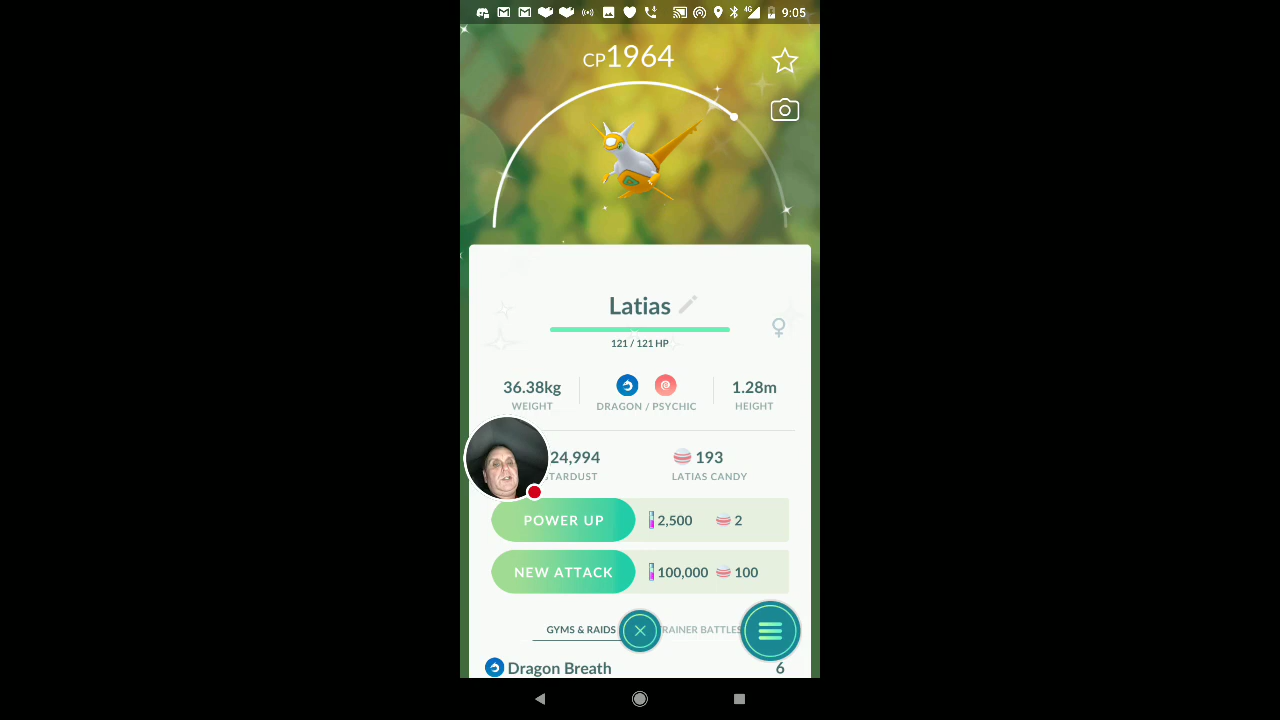 4G 9:05
CP1964
Latias
121 / 121 HP
36.38kg
WEIGHT
DRAGON / PSYCHIC
1.28m
HEIGHT
24,994
STARDUST
193
LATIAS CANDY
POWER UP 2,500 2
NEW ATTACK 100,000 100
GYMS & RAIDS TRAINER BATTLES
Dragon Breath 6